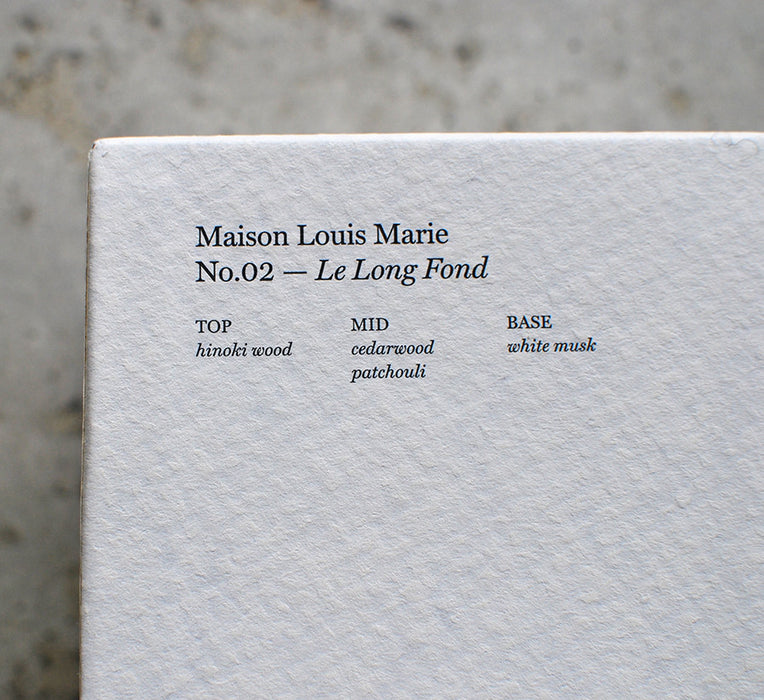 Maison Louis Marie
No.02 — Le Long Fond
TOP
hinoki wood
MID
cedarwood
patchouli
BASE
white musk